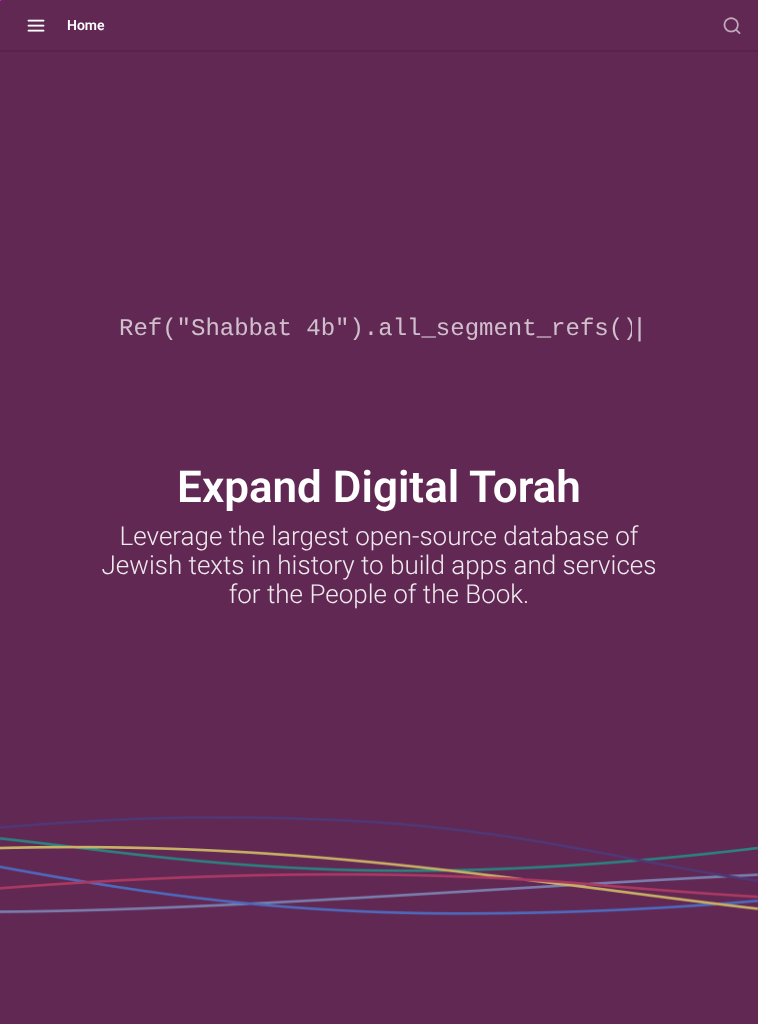 Home
Ref("Shabbat 4b").all_segment_refs()
Expand Digital Torah
Leverage the largest open-source database of
Jewish texts in history to build apps and services
for the People of the Book.